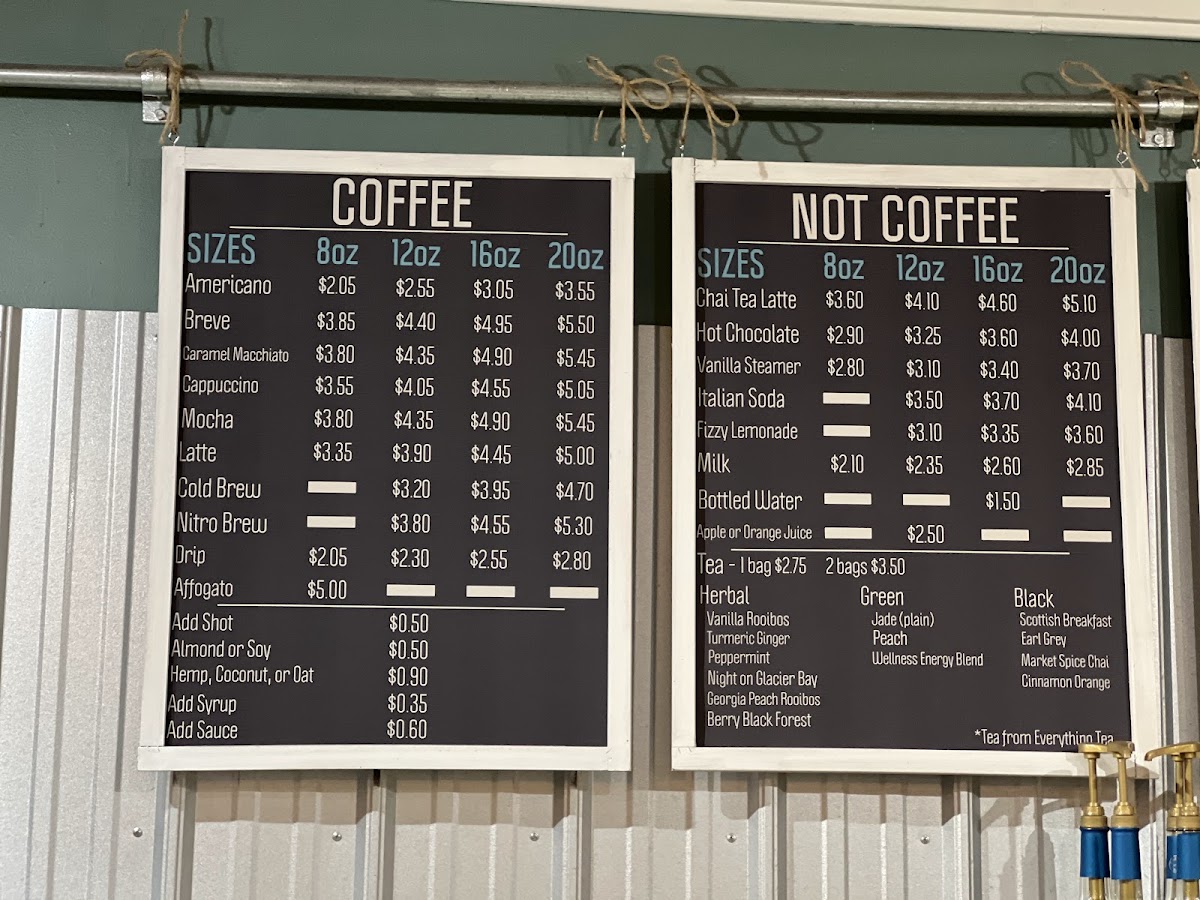 COFFEE
SIZES 8oz 12oz 16oz 20oz
Americano $2.05 $2.55 $3.05 $3.55
Breve $3.85 $4.40 $4.95 $5.50
Caramel Macchiato $3.80 $4.35 $4.90 $5.45
Cappuccino $3.55 $4.05 $4.55 $5.05
Mocha $3.80 $4.35 $4.90 $5.45
Latte $3.35 $3.90 $4.45 $5.00
Cold Brew $3.20 $3.95 $4.70
Nitro Brew $3.80 $4.55 $5.30
Drip $2.05 $2.30 $2.55 $2.80
Affogato $5.00
Add Shot $0.50
Almond or Soy $0.50
Hemp, Coconut, or Oat $0.90
Add Syrup $0.35
Add Sauce $0.60
NOT COFFEE
SIZES 8oz 12oz 16oz 20oz
Chai Tea Latte $3.60 $4.10 $4.60 $5.10
Hot Chocolate $2.90 $3.25 $3.60 $4.00
Vanilla Steamer $2.80 $3.10 $3.40 $3.70
Italian Soda $3.50 $3.70 $4.10
Fizzy Lemonade $3.10 $3.35 $3.60
Milk $2.10 $2.35 $2.60 $2.85
Bottled Water $1.50
Apple or Orange Juice $2.50
Tea - 1 bag $2.75 2 bags $3.50
Herbal
Vanilla Rooibos
Turmeric Ginger
Peppermint
Night on Glacier Bay
Georgia Peach Rooibos
Berry Black Forest
Green
Jade (plain)
Peach
Wellness Energy Blend
Black
Scottish Breakfast
Earl Grey
Market Spice Chai
Cinnamon Orange
*Tea from Everything Tea